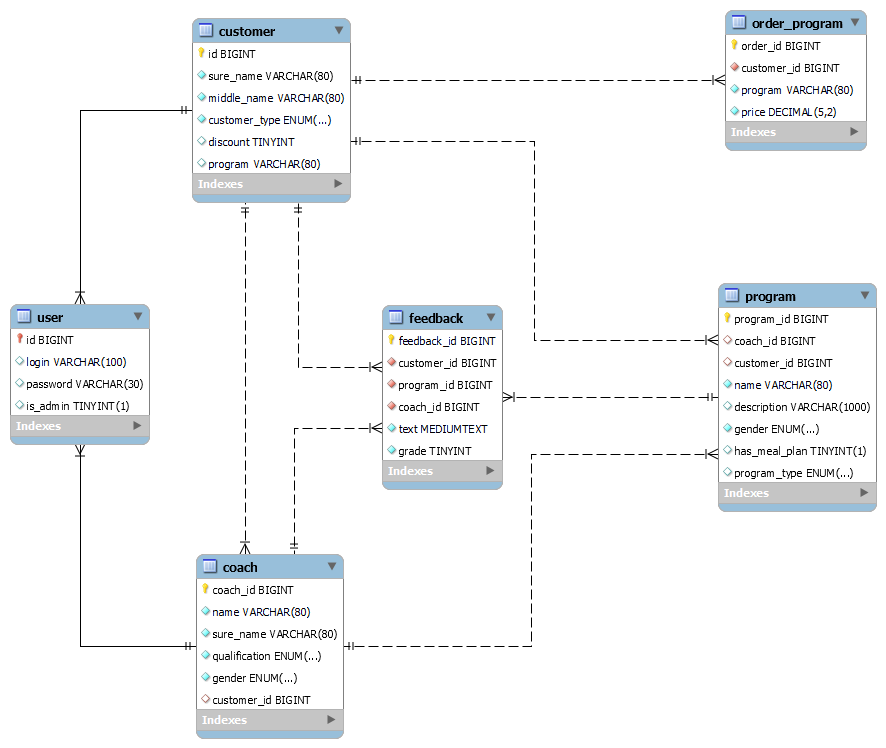 customer
id BIGINT
sure_name VARCHAR(80)
middle_name VARCHAR(80)
customer_type ENUM(...)
discount TINYINT
program VARCHAR(80)
Indexes
order_program
order_id BIGINT
customer_id BIGINT
program VARCHAR(80)
price DECIMAL(5,2)
Indexes
user
id BIGINT
login VARCHAR(100)
password VARCHAR(30)
is_admin TINYINT(1)
Indexes
feedback
feedback_id BIGINT
customer_id BIGINT
program_id BIGINT
coach_id BIGINT
text MEDIUMTEXT
grade TINYINT
Indexes
program
program_id BIGINT
coach_id BIGINT
customer_id BIGINT
name VARCHAR(80)
description VARCHAR(1000)
gender ENUM(...)
has_meal_plan TINYINT(1)
program_type ENUM(...)
Indexes
coach
coach_id BIGINT
name VARCHAR(80)
sure_name VARCHAR(80)
qualification ENUM(...)
gender ENUM(...)
customer_id BIGINT
Indexes